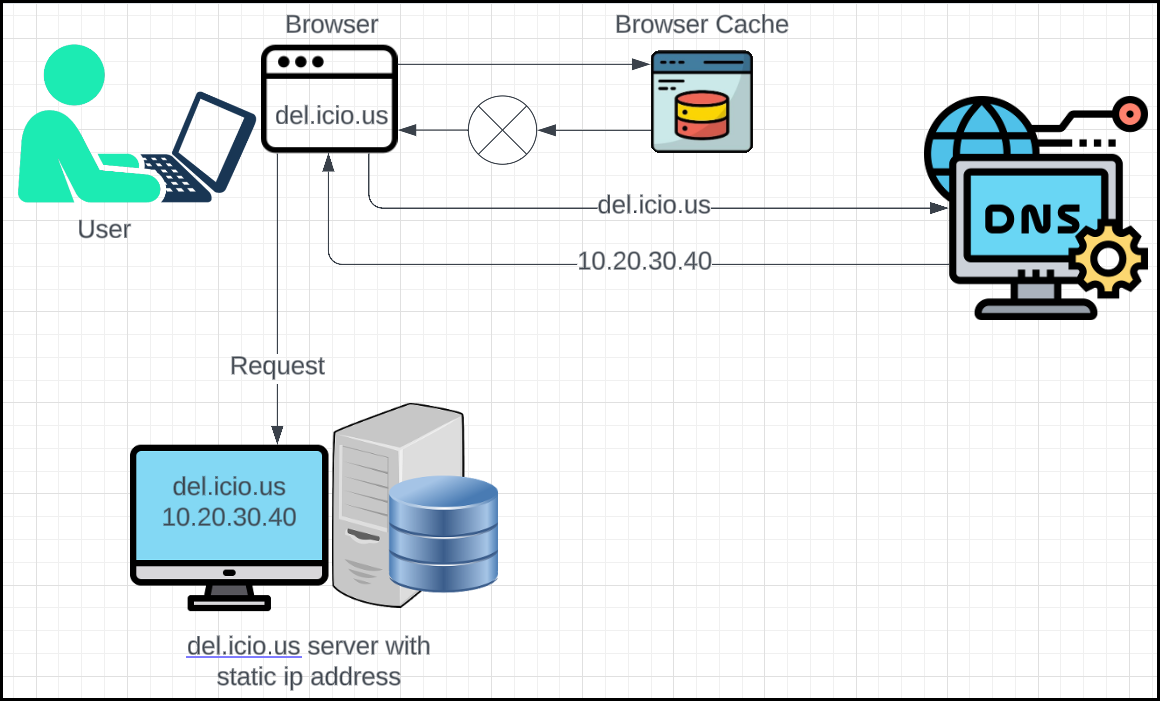 Browser
Browser Cache
del.icio.us
User
del.icio.us
DNS
10.20.30.40
Request
del.icio.us
10.20.30.40
del.icio.us server with
static ip address